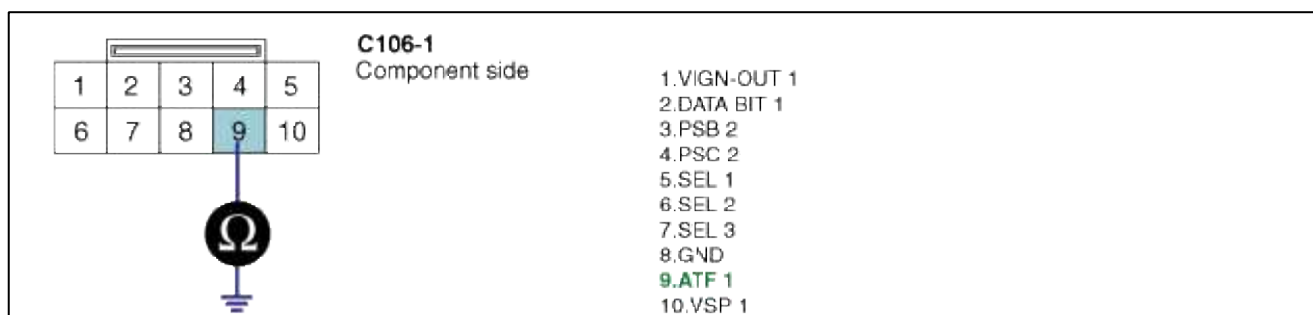 C106-1
Component side
1 2 3 4 5
6 7 8 9 10
Ω
1.VIGN-OUT 1
2.DATA BIT 1
3.PSB 2
4.PSC 2
5.SEL 1
6.SEL 2
7.SEL 3
8.GND
9.ATF 1
10.VSP 1